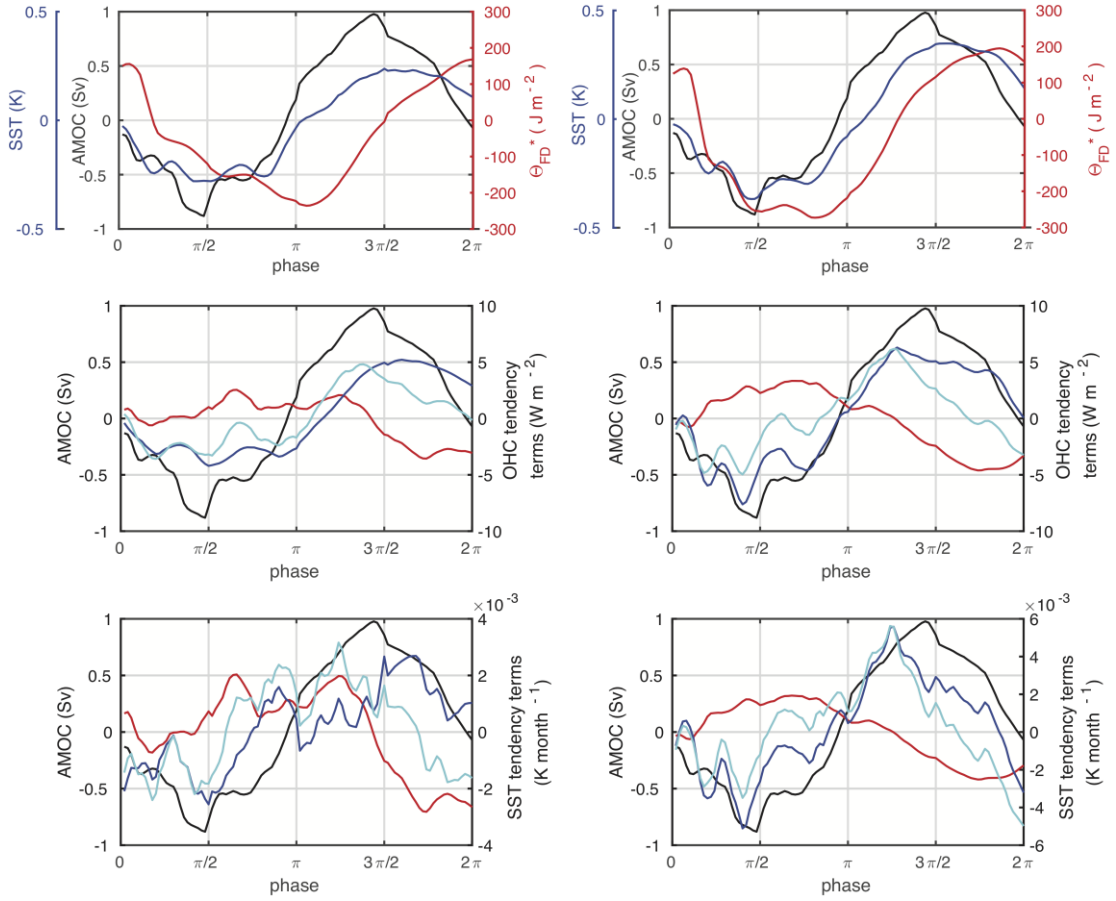 0.5
0
-0.5
SST (K)
1
0.5
0
-0.5
-1
AMOC (Sv)
300
200
100
0
-100
-200
-300
Θ_FD* ( J m⁻²)
0 π/2 π 3π/2 2π
phase
0.5
0
-0.5
SST (K)
1
0.5
0
-0.5
-1
AMOC (Sv)
300
200
100
0
-100
-200
-300
Θ_FD* ( J m⁻²)
0 π/2 π 3π/2 2π
phase
1
0.5
0
-0.5
-1
AMOC (Sv)
10
5
0
-5
-10
OHC tendency
terms (W m⁻²)
0 π/2 π 3π/2 2π
phase
1
0.5
0
-0.5
-1
AMOC (Sv)
10
5
0
-5
-10
OHC tendency
terms (W m⁻²)
0 π/2 π 3π/2 2π
phase
1
0.5
0
-0.5
-1
AMOC (Sv)
×10⁻³
4
2
0
-2
-4
SST tendency terms
(K month⁻¹)
0 π/2 π 3π/2 2π
phase
1
0.5
0
-0.5
-1
AMOC (Sv)
×10⁻³
6
4
2
0
-2
-4
-6
SST tendency terms
(K month⁻¹)
0 π/2 π 3π/2 2π
phase